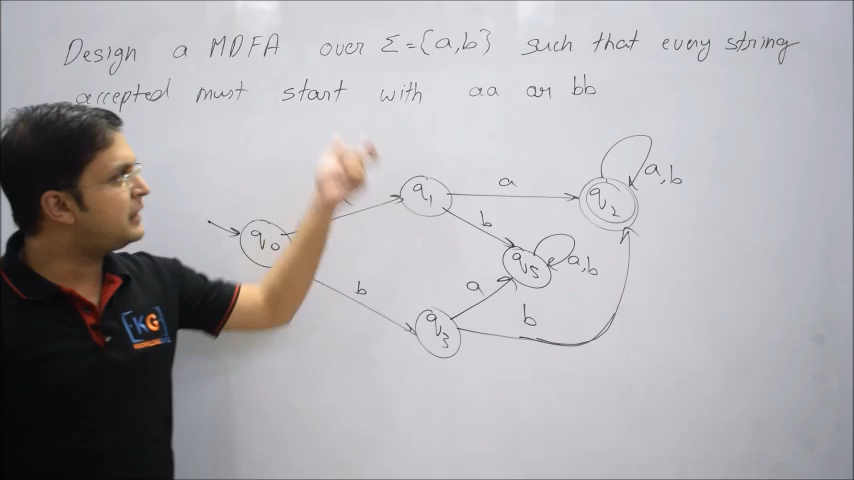 Design a MDFA over Σ={a,b} such that every string
accepted must start with aa or bb
a
a,b
q1
q2
b
q0
q5
a,b
a
b
b
q3
KG